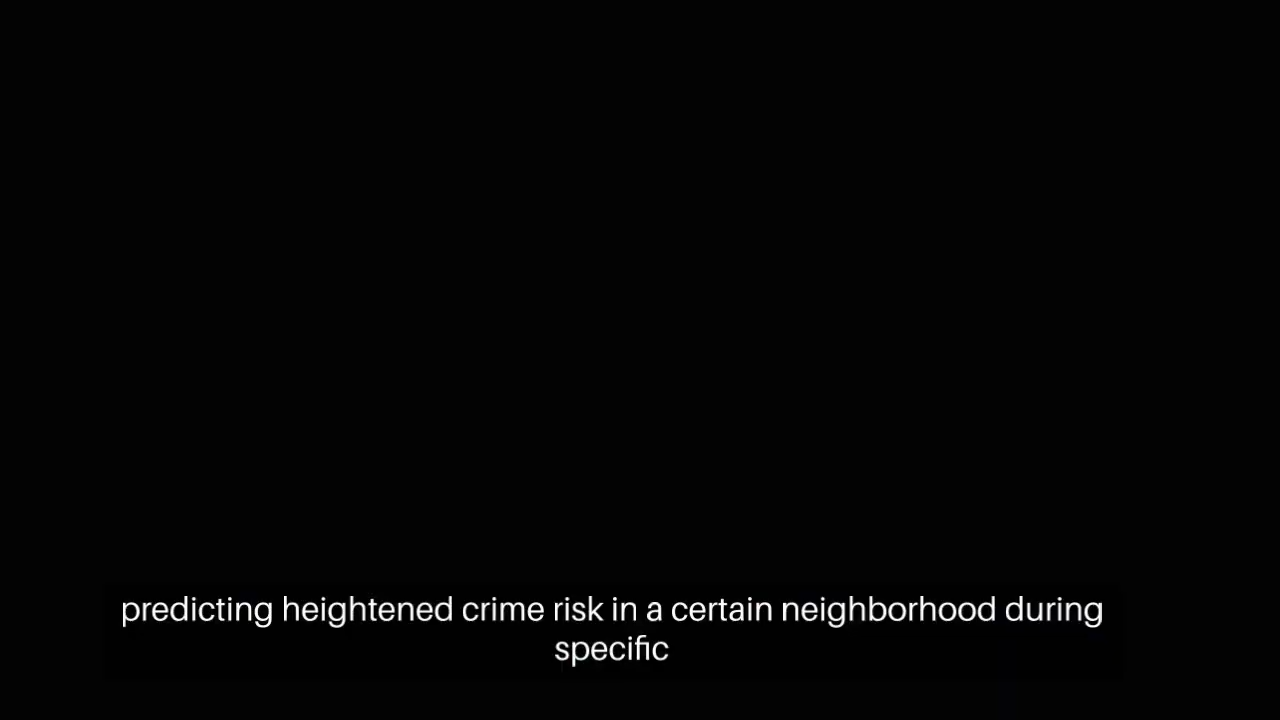 predicting heightened crime risk in a certain neighborhood during
specific